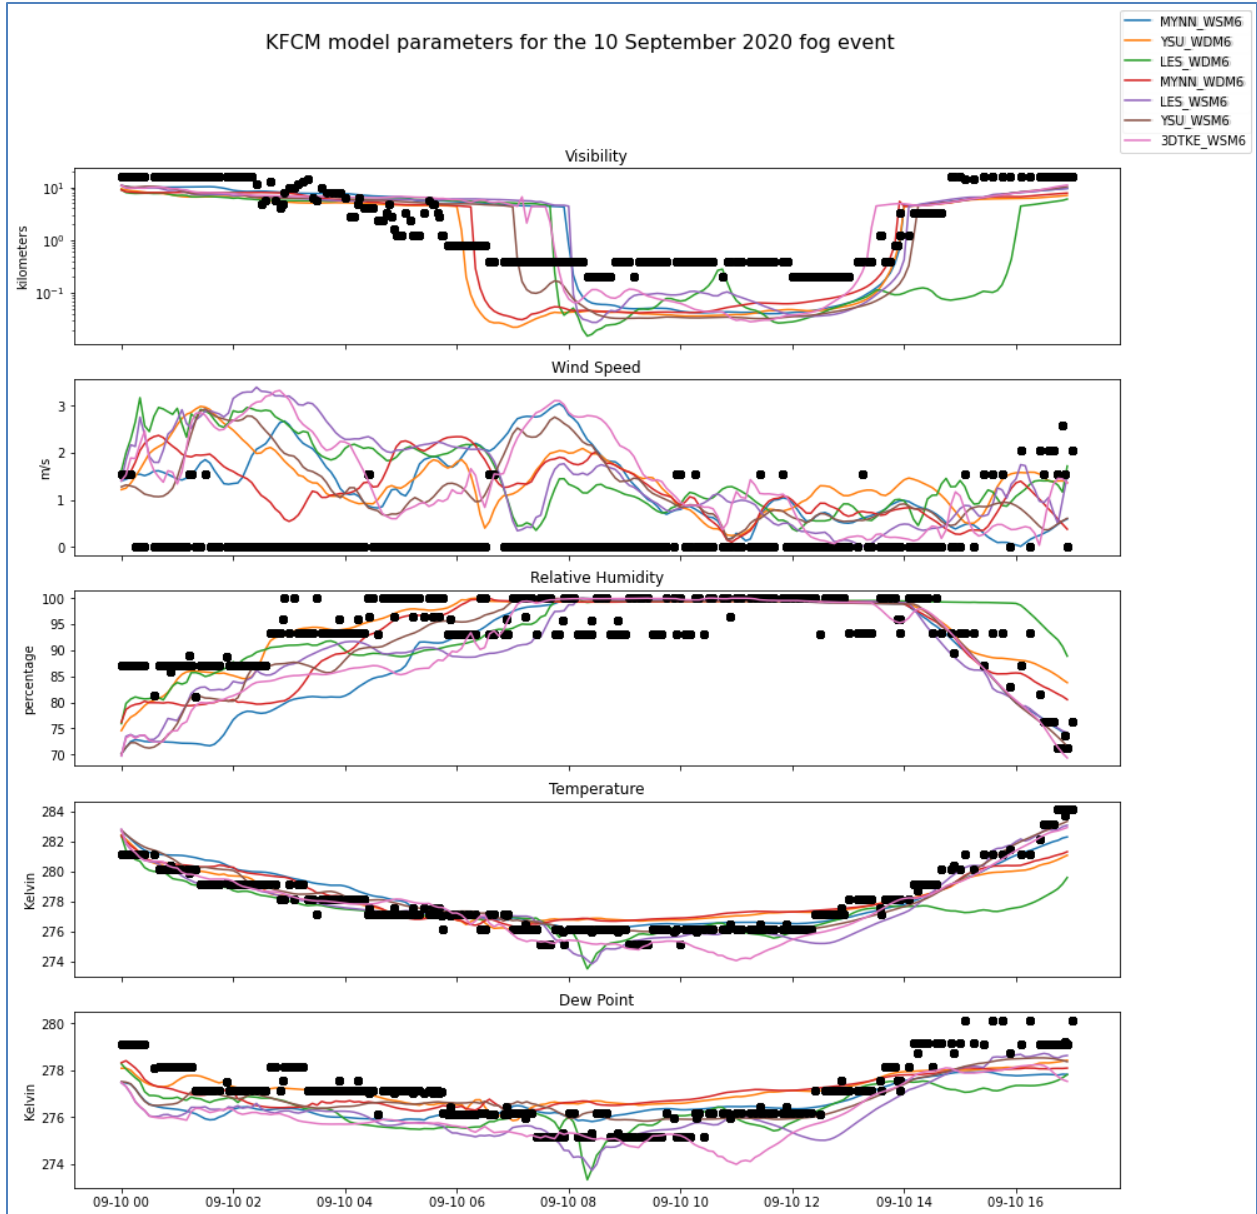 KFCM model parameters for the 10 September 2020 fog event
MYNN_WSM6
YSU_WDM6
LES_WDM6
MYNN_WDM6
LES_WSM6
YSU_WSM6
3DTKE_WSM6
Visibility
kilometers
10¹
10⁰
10⁻¹
Wind Speed
m/s
3
2
1
0
Relative Humidity
percentage
100
95
90
85
80
75
70
Temperature
Kelvin
284
282
280
278
276
274
Dew Point
Kelvin
280
278
276
274
09-10 00 09-10 02 09-10 04 09-10 06 09-10 08 09-10 10 09-10 12 09-10 14 09-10 16